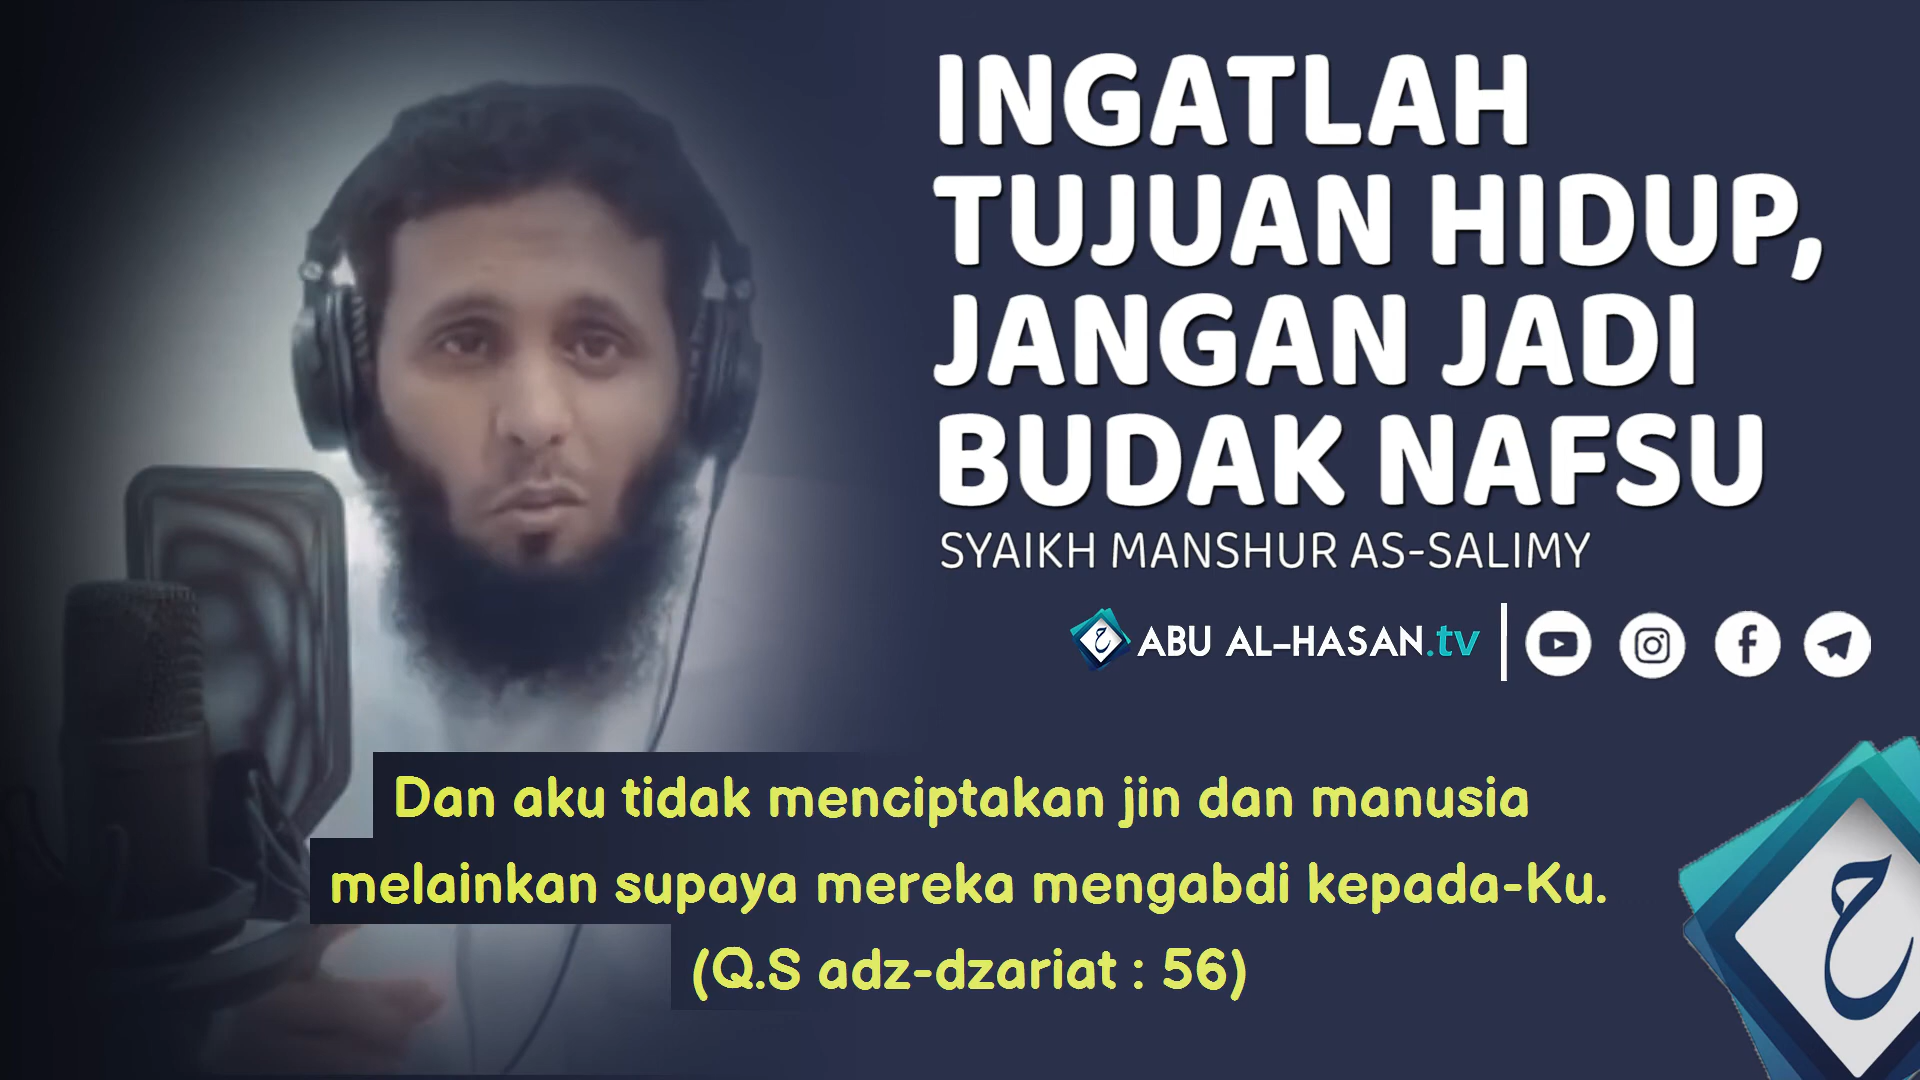 INGATLAH
TUJUAN HIDUP,
JANGAN JADI
BUDAK NAFSU
SYAIKH MANSHUR AS-SALIMY
ح ABU AL-HASAN.tv
Dan aku tidak menciptakan jin dan manusia
melainkan supaya mereka mengabdi kepada-Ku.
(Q.S adz-dzariat : 56)
ح